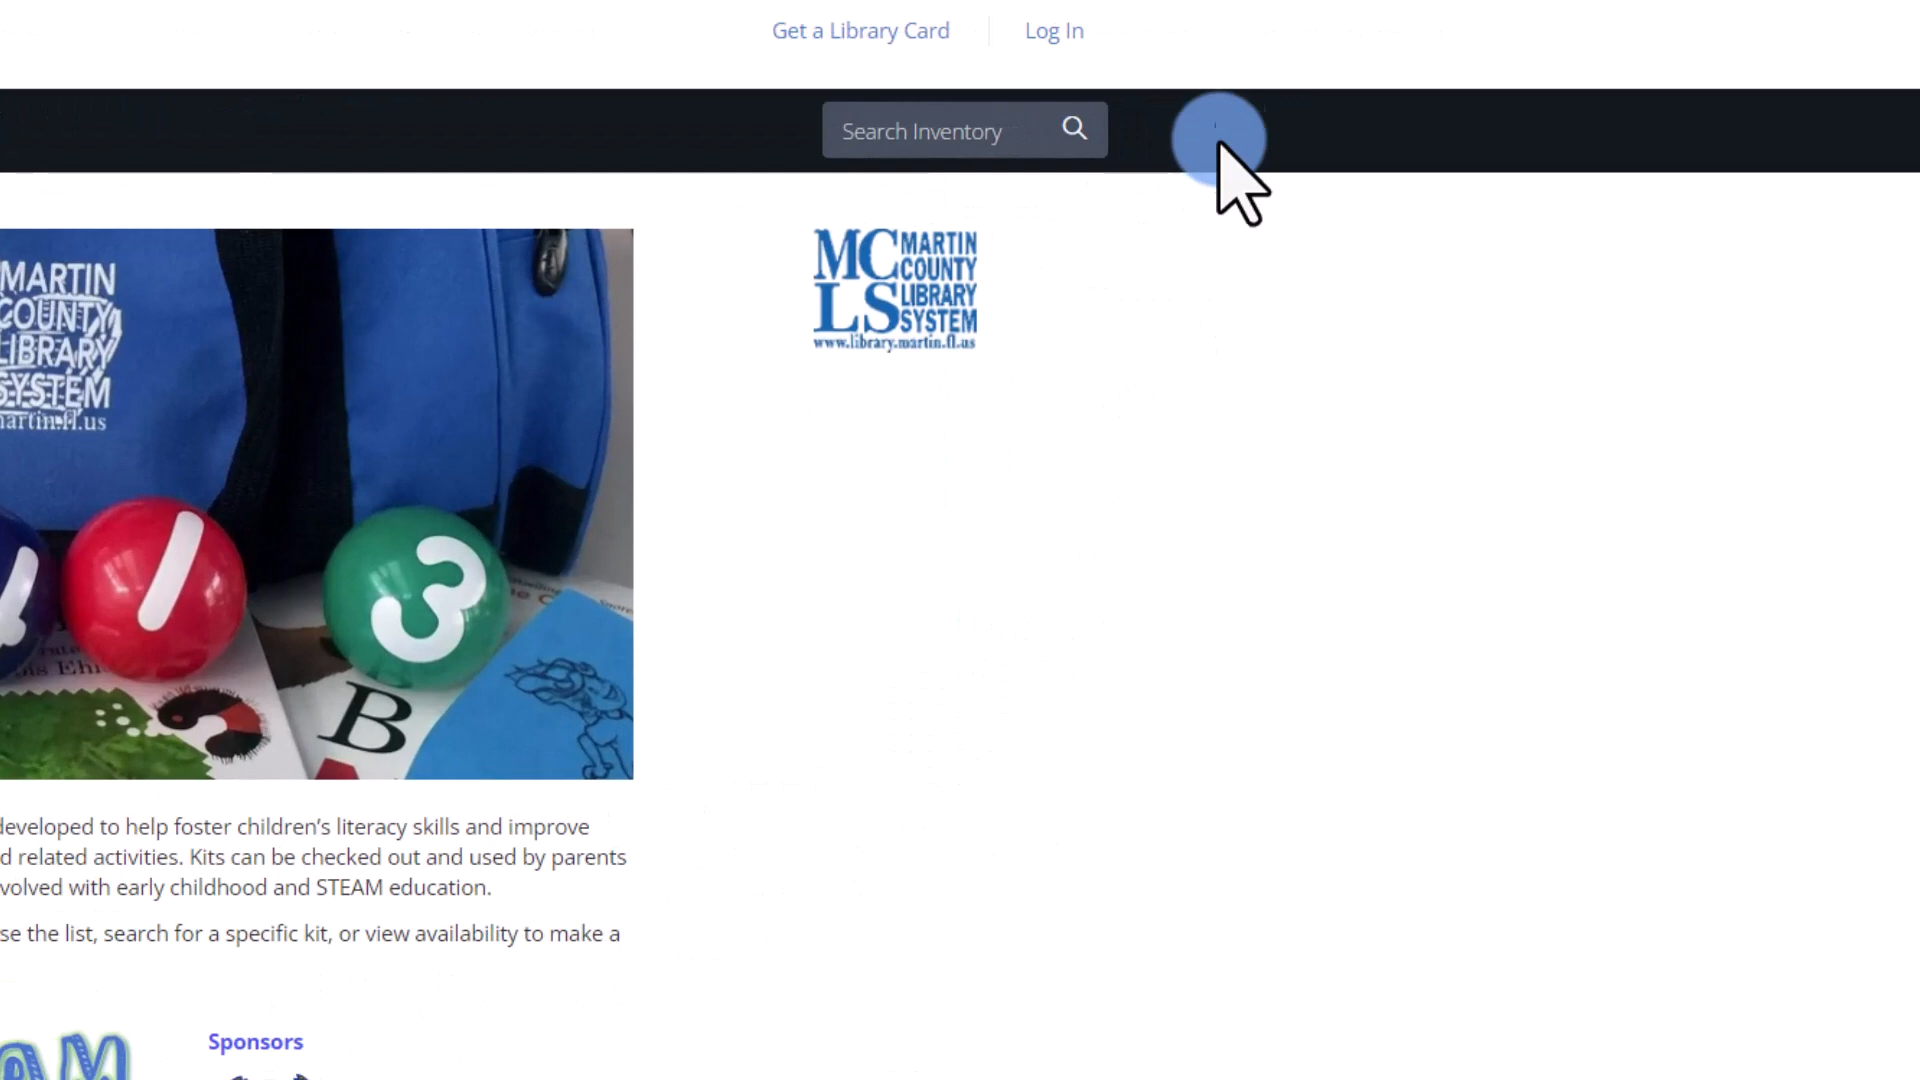 Get a Library Card
Log In
Search Inventory
MARTIN
COUNTY
LIBRARY
SYSTEM
martin.fl.us
MC
LS
MARTIN
COUNTY
LIBRARY
SYSTEM
www.library.martin.fl.us
1
3
B
developed to help foster children's literacy skills and improve
d related activities. Kits can be checked out and used by parents
volved with early childhood and STEAM education.
se the list, search for a specific kit, or view availability to make a
AM
Sponsors